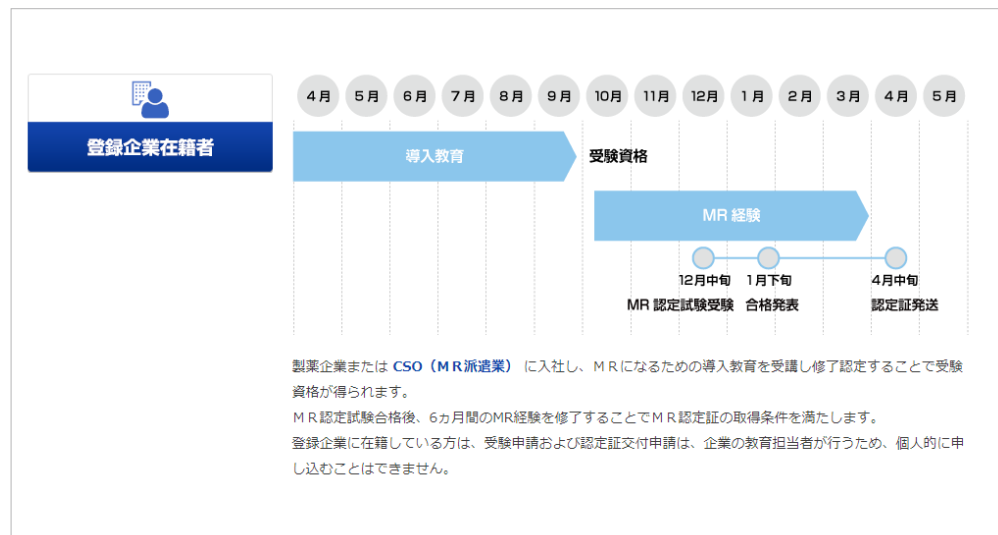 4月 5月 6月 7月 8月 9月 10月 11月 12月 1月 2月 3月 4月 5月
登録企業在籍者
導入教育 受験資格
MR 経験
12月中旬 1月下旬 4月中旬
MR 認定試験受験 合格発表 認定証発送
製薬企業または CSO（ＭＲ派遣業） に入社し、ＭＲになるための導入教育を受講し修了認定することで受験
資格が得られます。
ＭＲ認定試験合格後、6ヵ月間のMR経験を修了することでＭＲ認定証の取得条件を満たします。
登録企業に在籍している方は、受験申請および認定証交付申請は、企業の教育担当者が行うため、個人的に申
し込むことはできません。